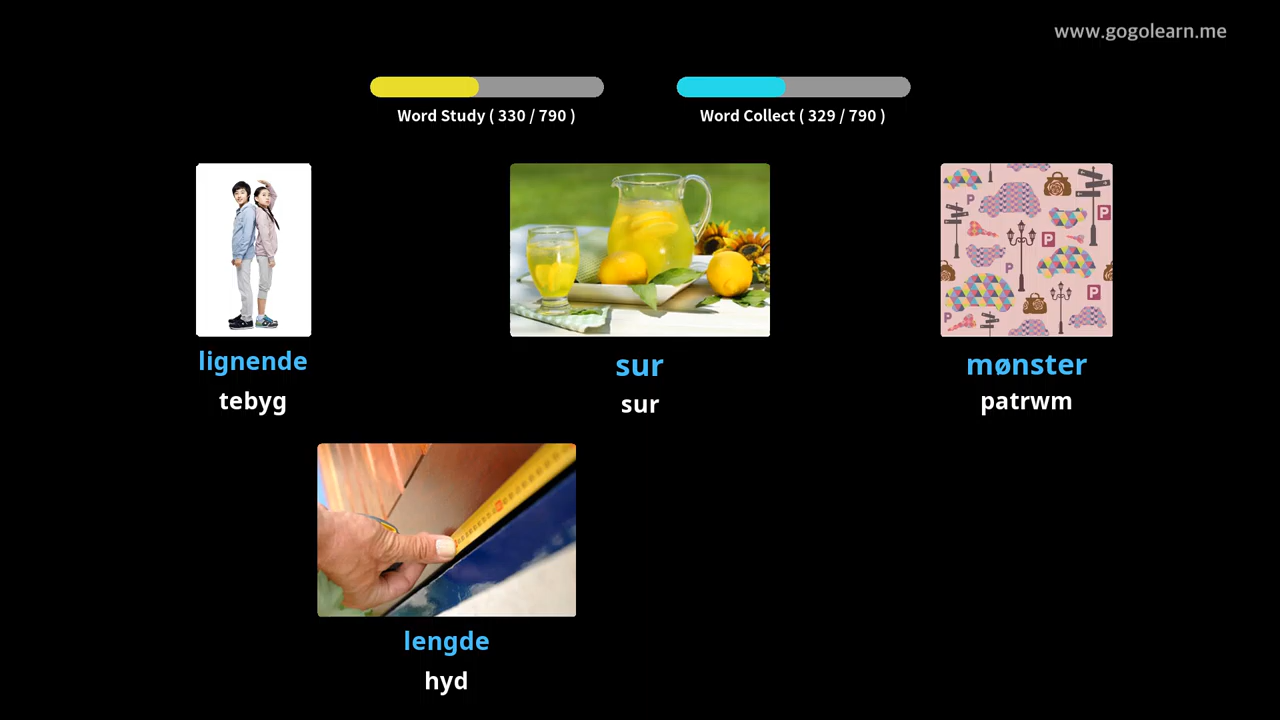 www.gogolearn.me
Word Study ( 330 / 790 )
Word Collect ( 329 / 790 )
lignende
tebyg
sur
sur
mønster
patrwm
lengde
hyd